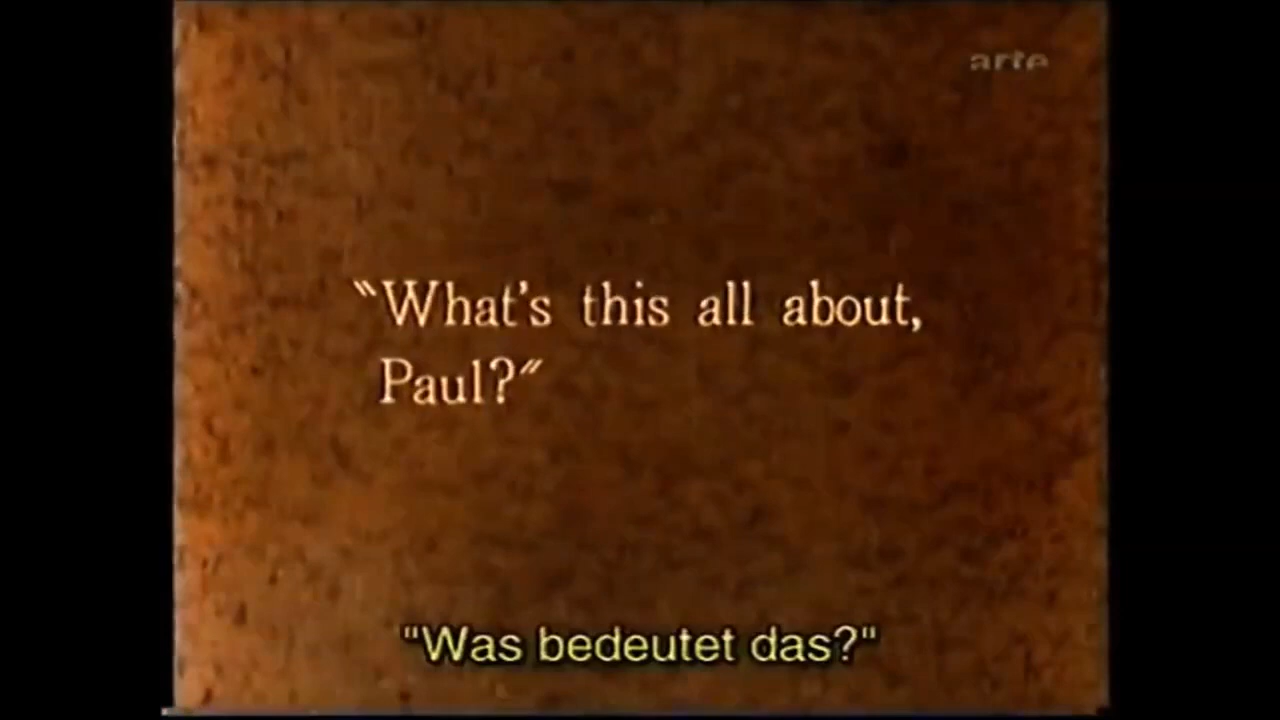 arte
“What's this all about,
Paul?”
"Was bedeutet das?"